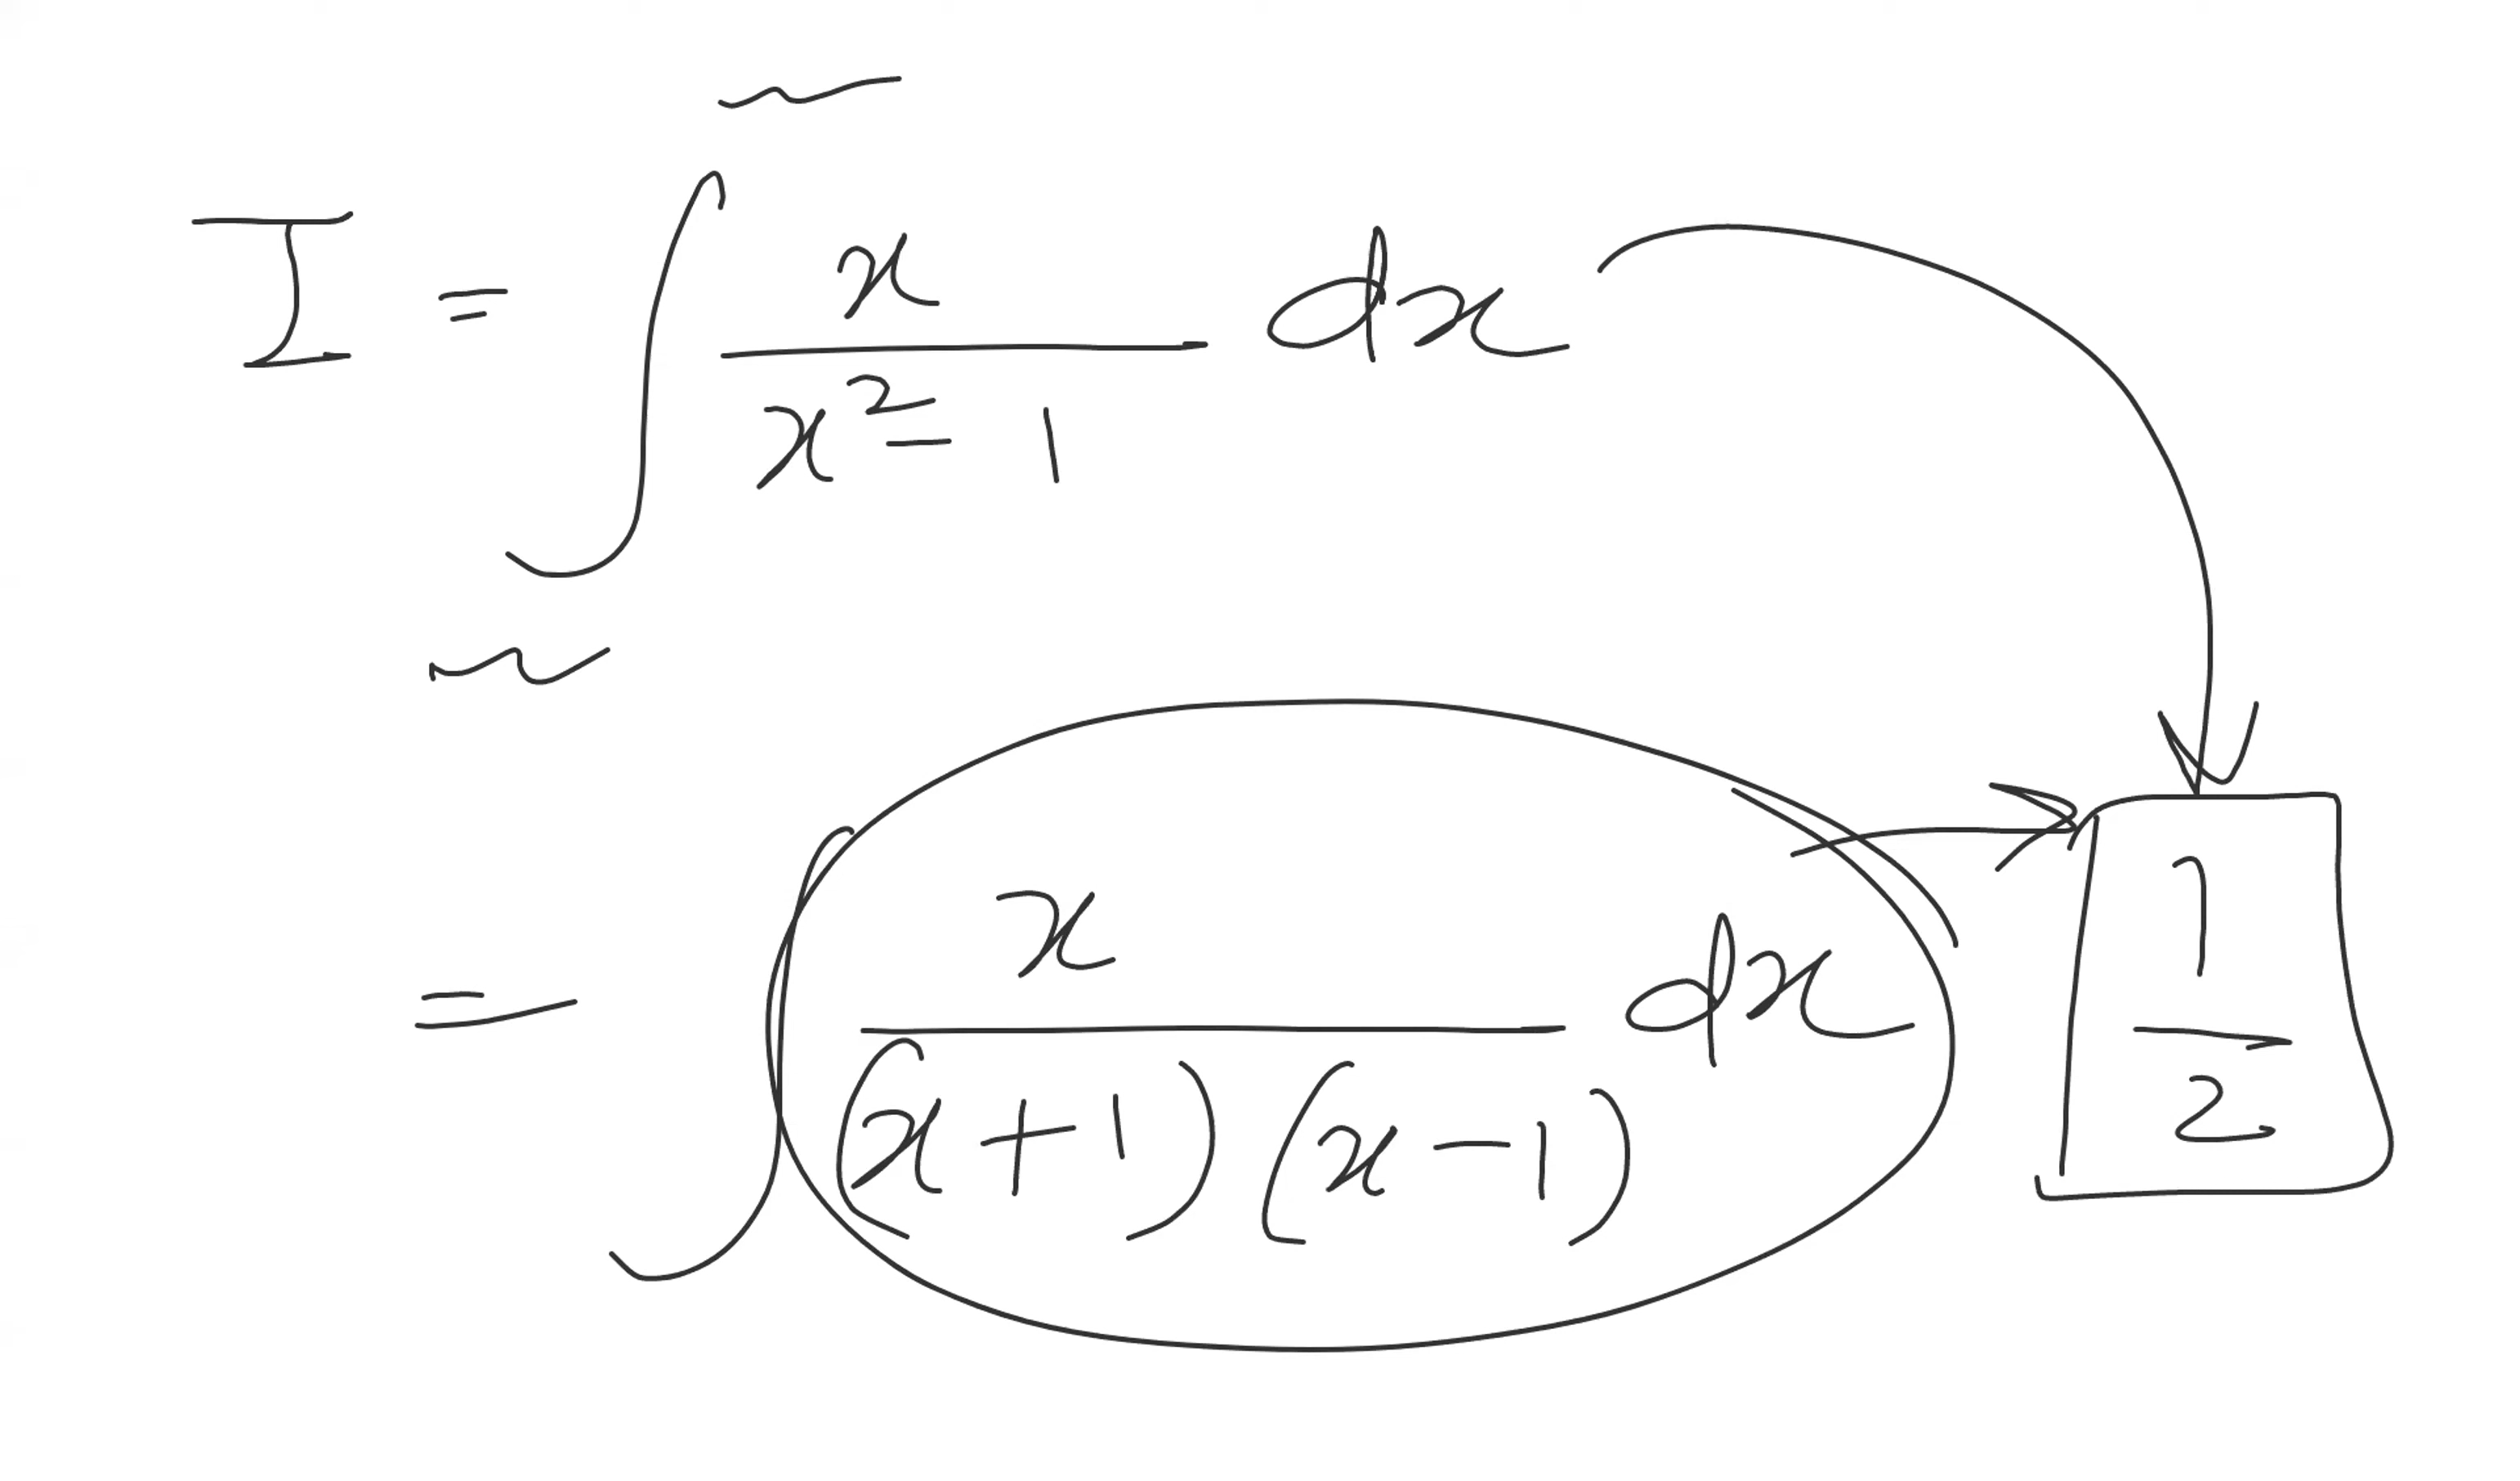 I = ∫ x / (x² - 1) dx
= ∫ x / ((x + 1)(x - 1)) dx
1/2